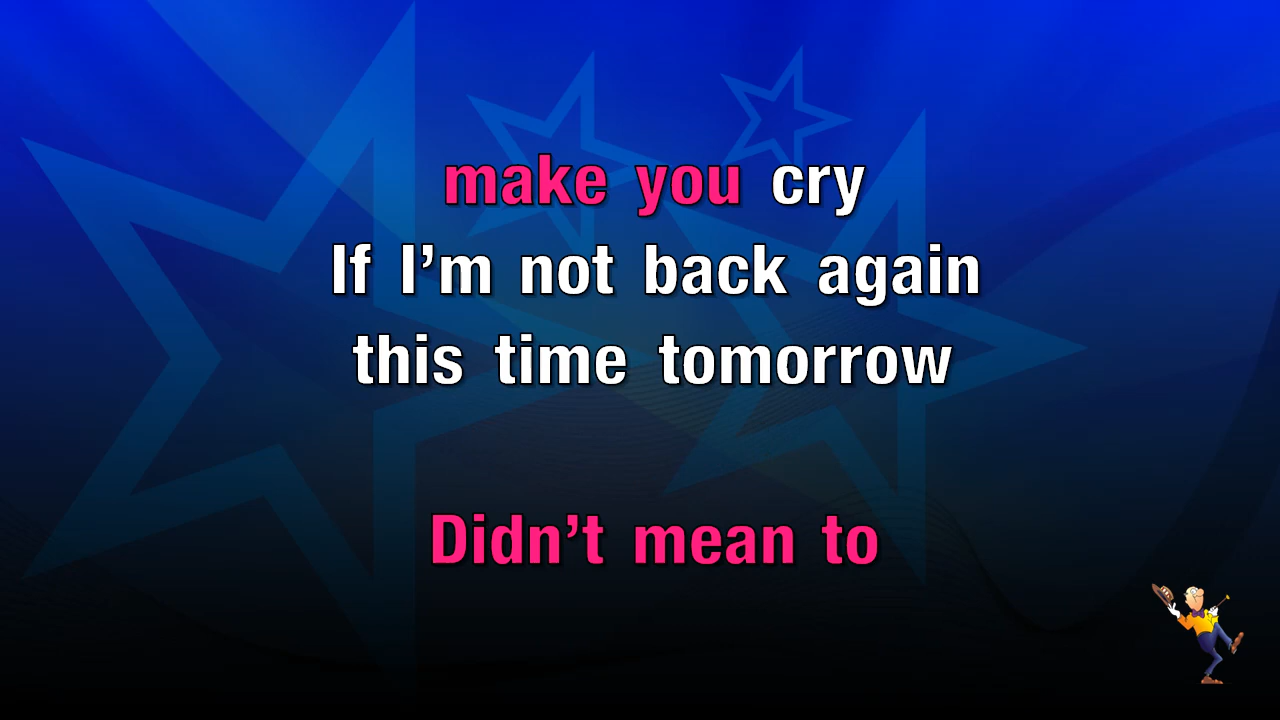 make you cry
If I’m not back again
this time tomorrow
Didn’t mean to